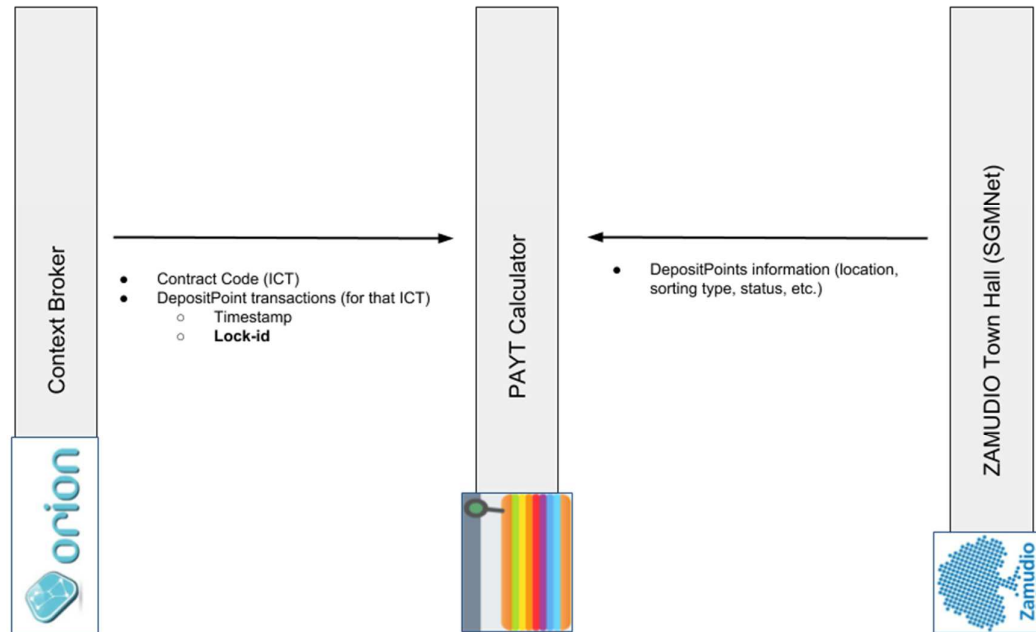 Context Broker
orion
Contract Code (ICT)
DepositPoint transactions (for that ICT)
Timestamp
Lock-id
PAYT Calculator
DepositPoints information (location,
sorting type, status, etc.)
ZAMUDIO Town Hall (SGMNet)
Zamudio